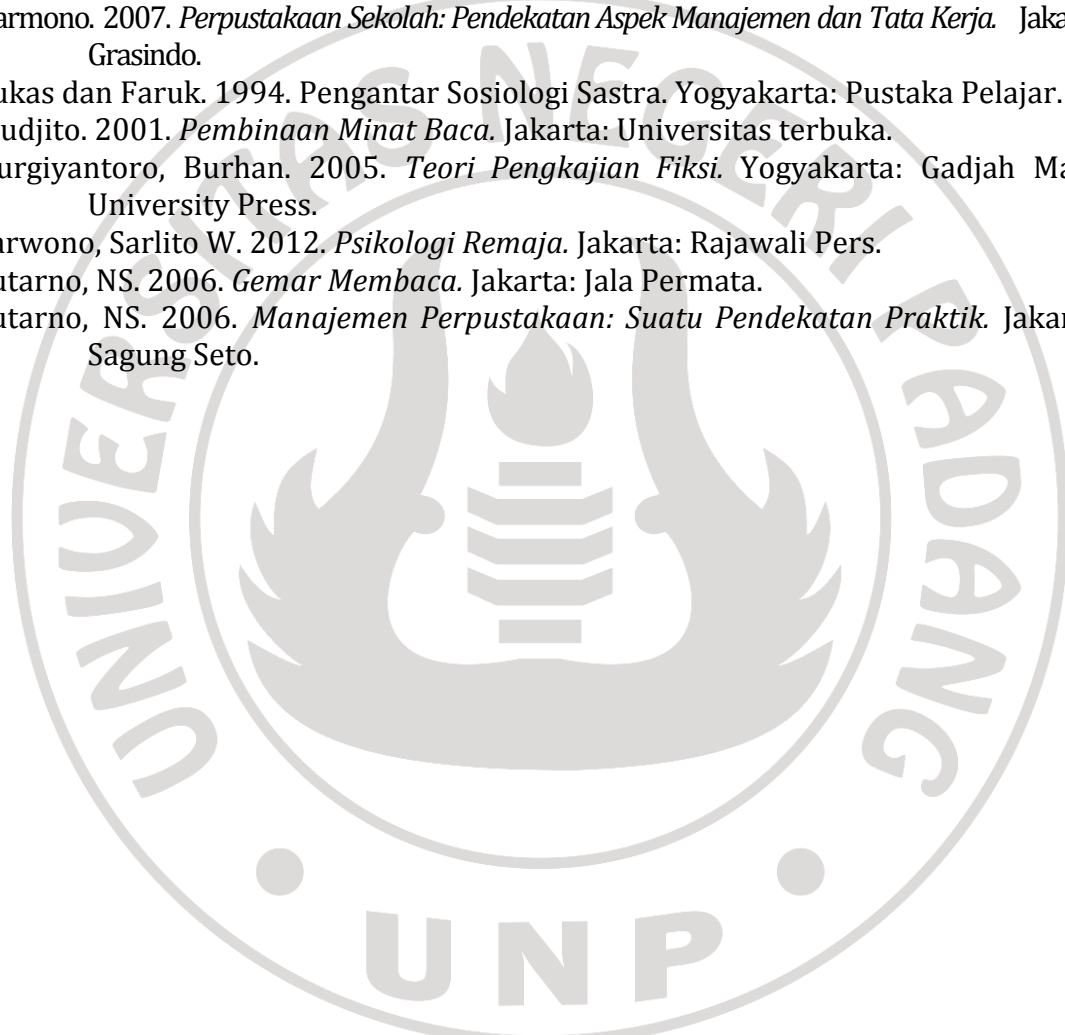 armono. 2007. Perpustakaan Sekolah: Pendekatan Aspek Manajemen dan Tata Kerja. Jaka
Grasindo.
ukas dan Faruk. 1994. Pengantar Sosiologi Sastra. Yogyakarta: Pustaka Pelajar.
udjito. 2001. Pembinaan Minat Baca. Jakarta: Universitas terbuka.
urgiyantoro, Burhan. 2005. Teori Pengkajian Fiksi. Yogyakarta: Gadjah Ma
University Press.
arwono, Sarlito W. 2012. Psikologi Remaja. Jakarta: Rajawali Pers.
utarno, NS. 2006. Gemar Membaca. Jakarta: Jala Permata.
utarno, NS. 2006. Manajemen Perpustakaan: Suatu Pendekatan Praktik. Jakar
Sagung Seto.
UNIVERSITAS NEGERI PADANG
UNP